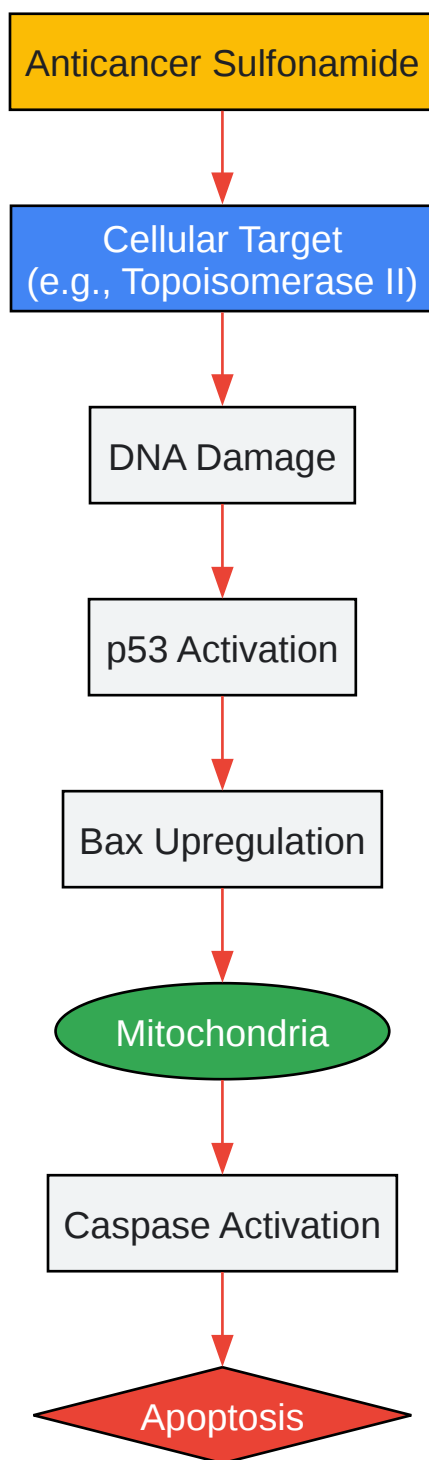 Anticancer Sulfonamide
Cellular Target
(e.g., Topoisomerase II)
DNA Damage
p53 Activation
Bax Upregulation
Mitochondria
Caspase Activation
Apoptosis